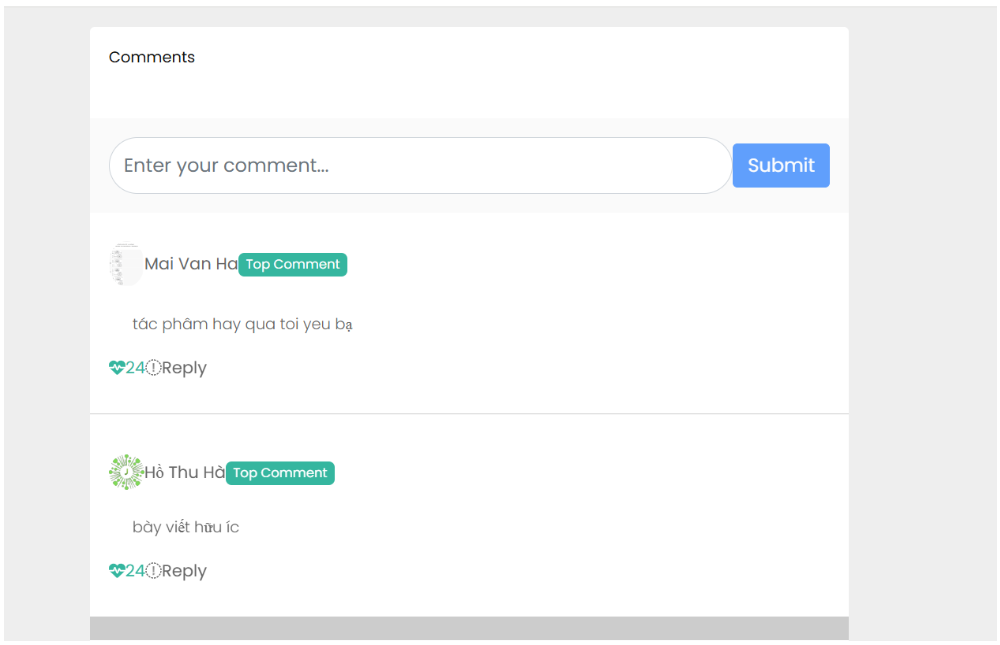 Comments
Enter your comment...
Submit
Mai Van Ha Top Comment
tác phâm hay qua toi yeu bạ
24 Reply
Hồ Thu Hà Top Comment
bày viết hữu íc
24 Reply